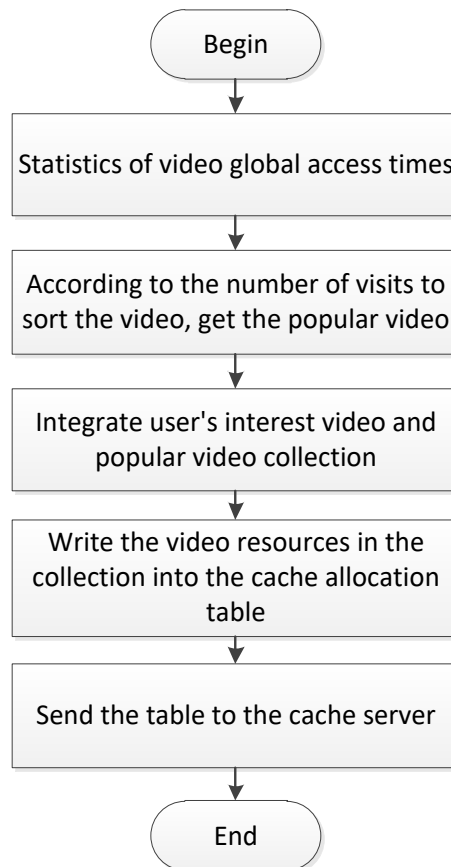 Begin
Statistics of video global access times
According to the number of visits to
sort the video, get the popular video
Integrate user's interest video and
popular video collection
Write the video resources in the
collection into the cache allocation
table
Send the table to the cache server
End